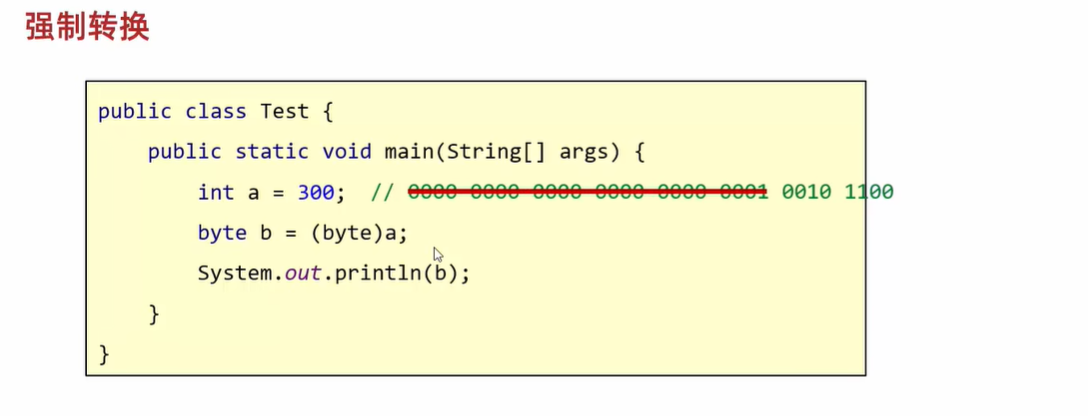 强制转换
public class Test {
public static void main(String[] args) {
int a = 300;  // 0000 0000 0000 0000 0000 0001 0010 1100
byte b = (byte)a;
System.out.println(b);
}
}